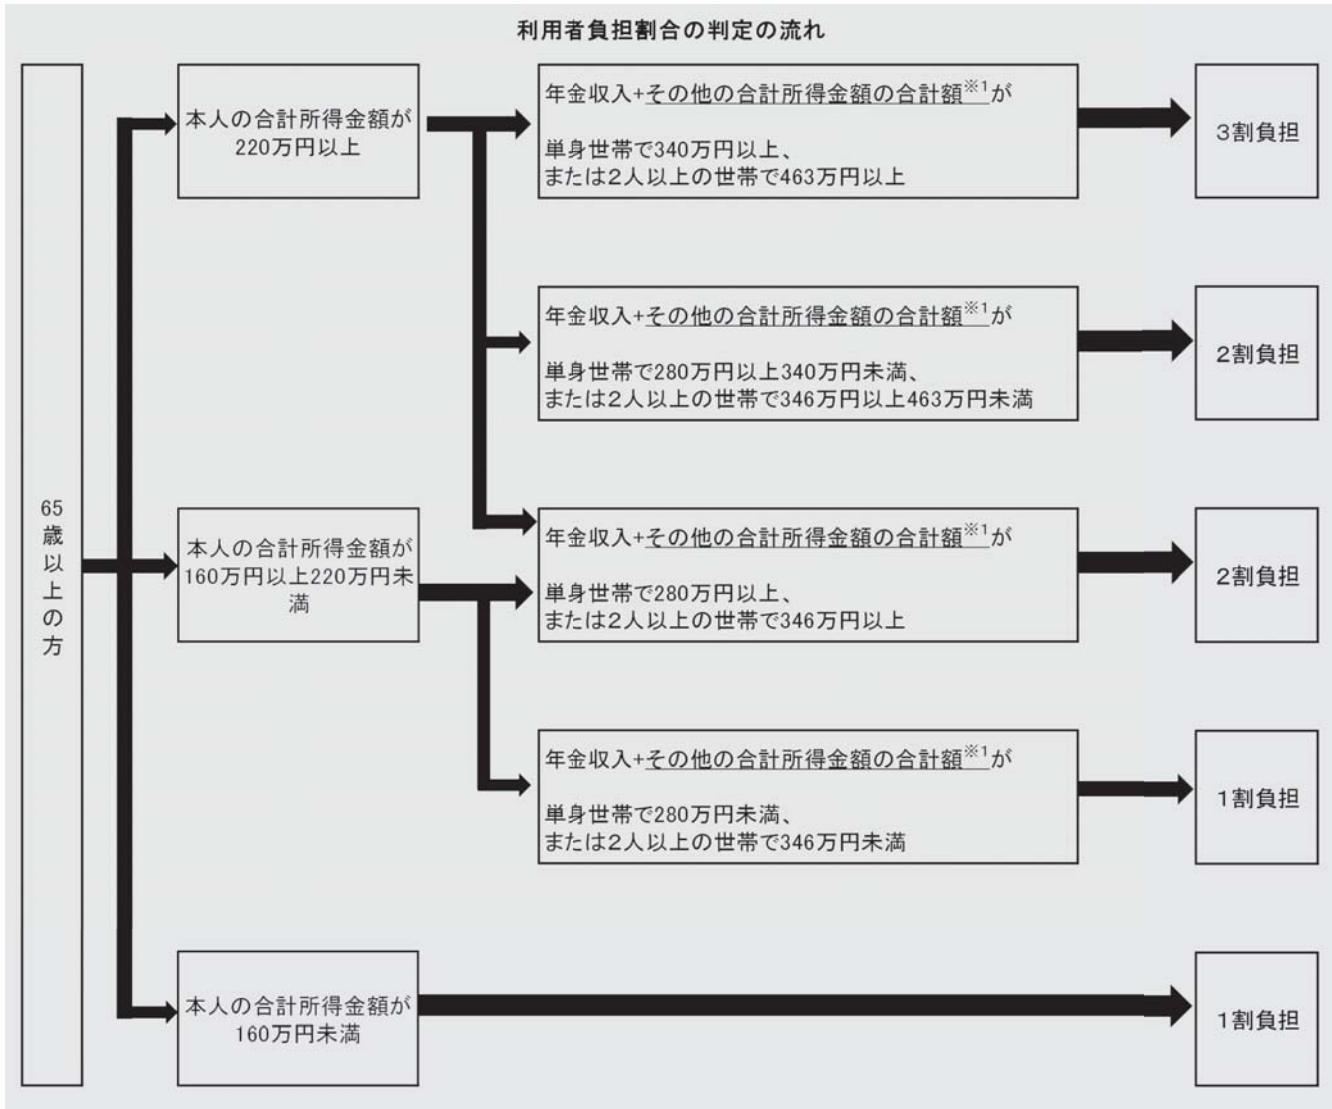 利用者負担割合の判定の流れ
65歳以上の方
本人の合計所得金額が
220万円以上
年金収入+その他の合計所得金額の合計額※1が
単身世帯で340万円以上、
または2人以上の世帯で463万円以上
3割負担
年金収入+その他の合計所得金額の合計額※1が
単身世帯で280万円以上340万円未満、
または2人以上の世帯で346万円以上463万円未満
2割負担
本人の合計所得金額が
160万円以上220万円未
満
年金収入+その他の合計所得金額の合計額※1が
単身世帯で280万円以上、
または2人以上の世帯で346万円以上
2割負担
年金収入+その他の合計所得金額の合計額※1が
単身世帯で280万円未満、
または2人以上の世帯で346万円未満
1割負担
本人の合計所得金額が
160万円未満
1割負担